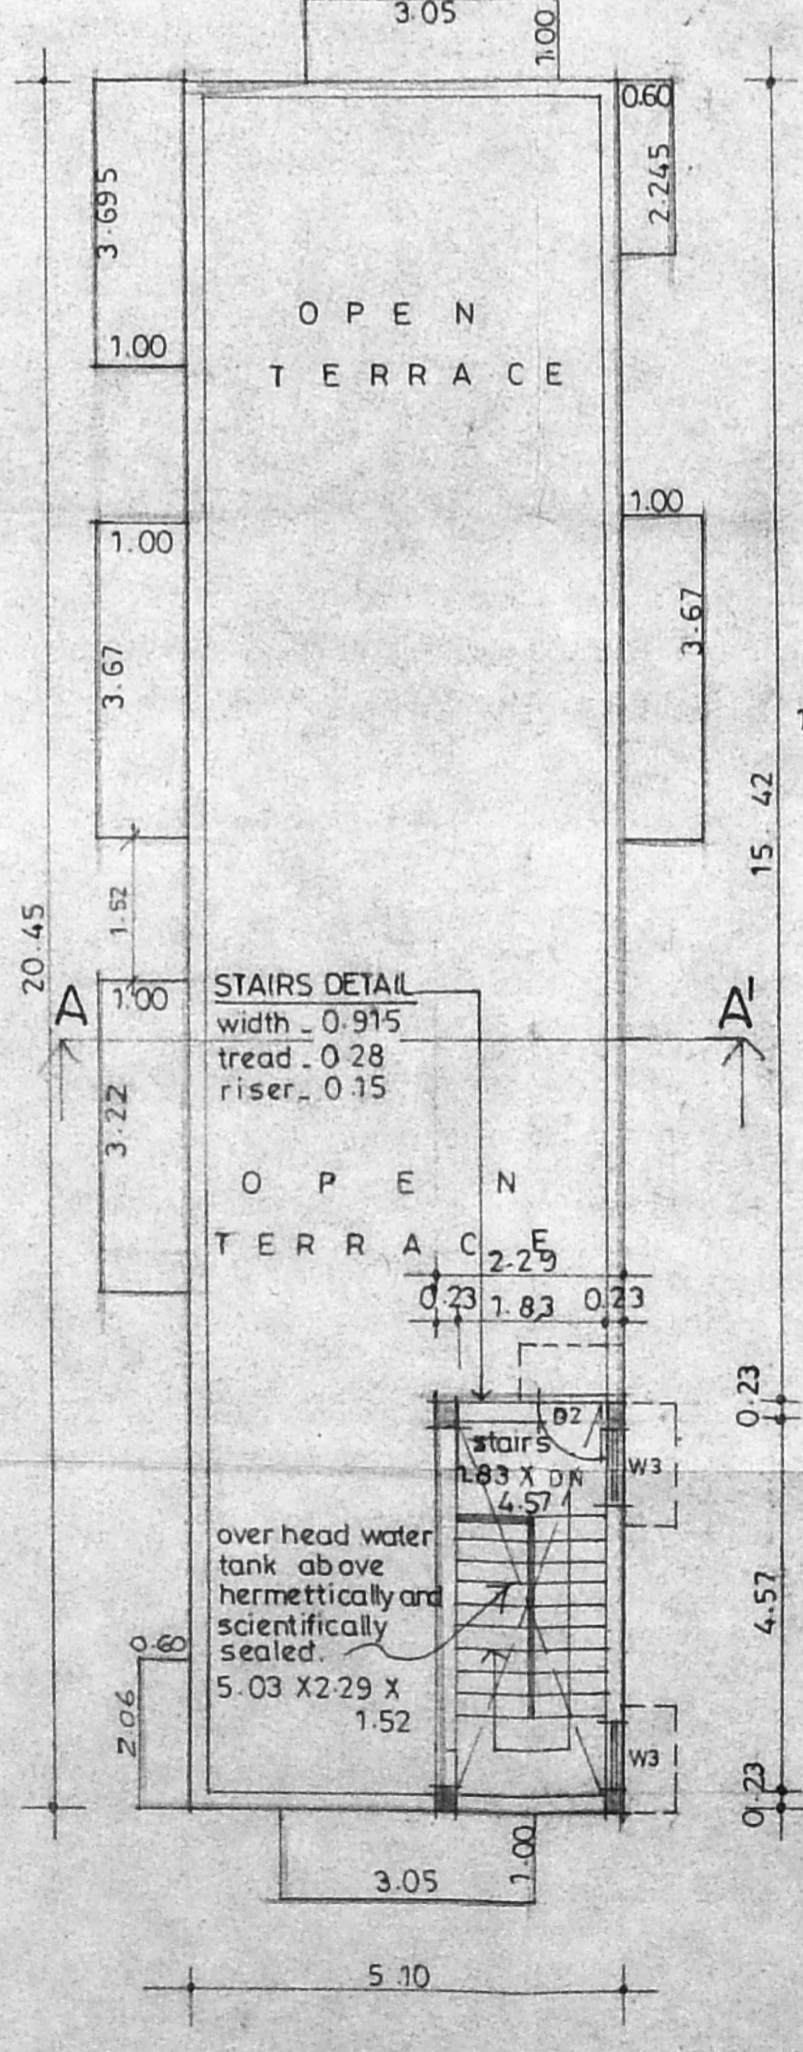 3.05
1.00
0.60
3.695
2.245
OPEN
TERRACE
1.00
1.00
1.00
3.67
3.67
15.42
1.52
20.45
STAIRS DETAIL
A
A'
1.00
width - 0.915
tread - 0.28
riser - 0.15
3.22
OPEN
TERRACE
2.29
0.23 1.83 0.23
0.23
D2
stairs
1.83 X DN
4.57
W3
over head water
tank above
hermettically and
scientifically
sealed.
5.03 X 2.29 X
1.52
4.57
0.60
2.06
W3
0.23
1.00
3.05
5.10